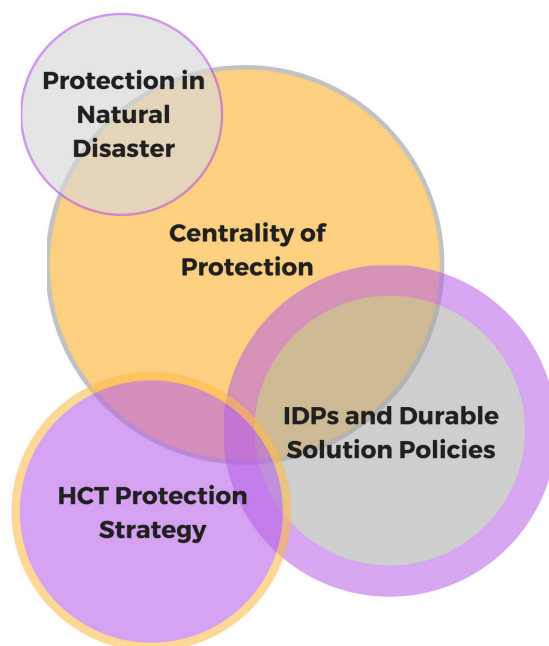 Protection in
Natural
Disaster
Centrality of
Protection
IDPs and Durable
Solution Policies
HCT Protection
Strategy